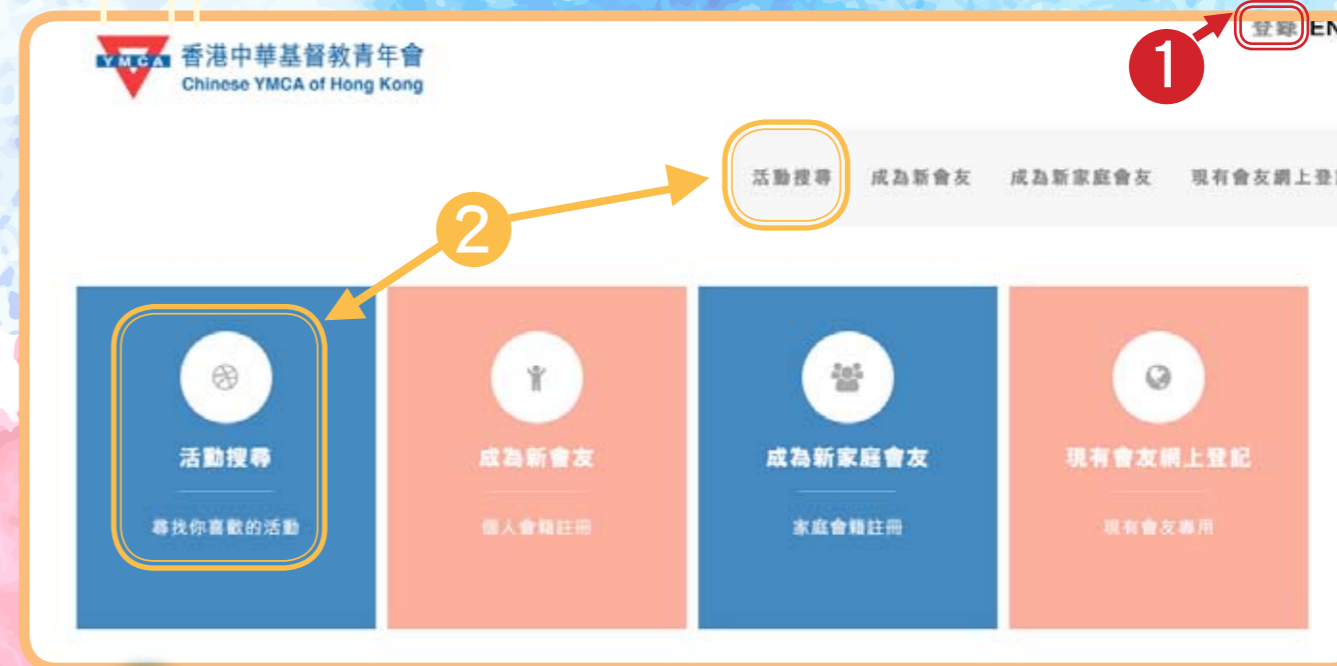 登錄 EN
1
YMCA 香港中華基督教青年會
Chinese YMCA of Hong Kong
活動搜尋 成為新會友 成為新家庭會友 現有會友網上登
2
活動搜尋
尋找你喜歡的活動
成為新會友
個人會籍註冊
成為新家庭會友
家庭會籍註冊
現有會友網上登記
現有會友專用